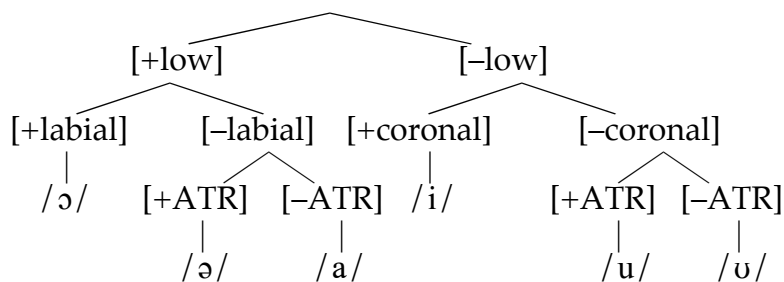 [+low] [–low]
[+labial] [–labial] [+coronal] [–coronal]
/ɔ/ [+ATR] [–ATR] /i/ [+ATR] [–ATR]
/ə/ /a/ /u/ /ʊ/